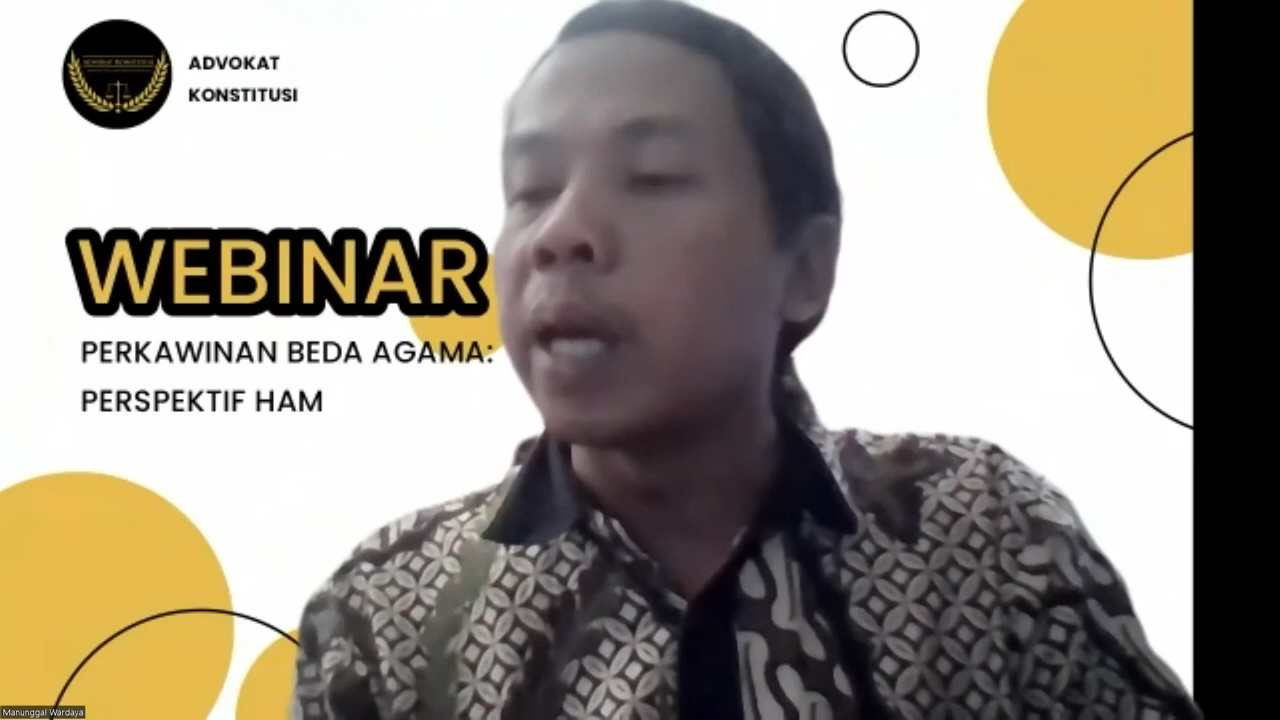 ADVOKAT
KONSTITUSI
WEBINAR
PERKAWINAN BEDA AGAMA:
PERSPEKTIF HAM
Manunggal Wardaya